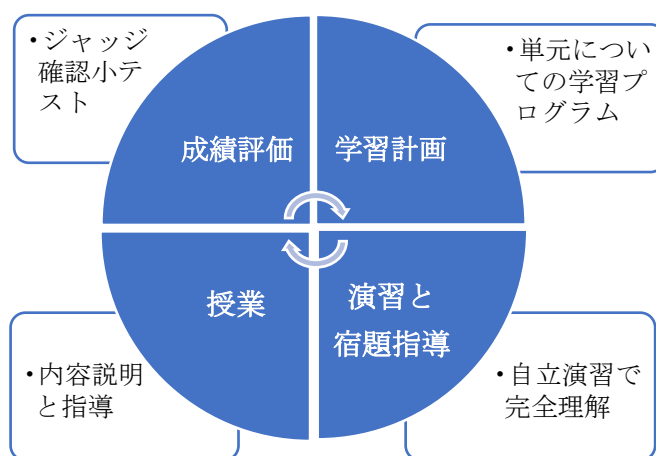 ・ジャッジ
確認小テ
スト
・単元につい
ての学習プ
ログラム
成績評価
学習計画
授業
演習と
宿題指導
・内容説明
と指導
・自立演習で
完全理解